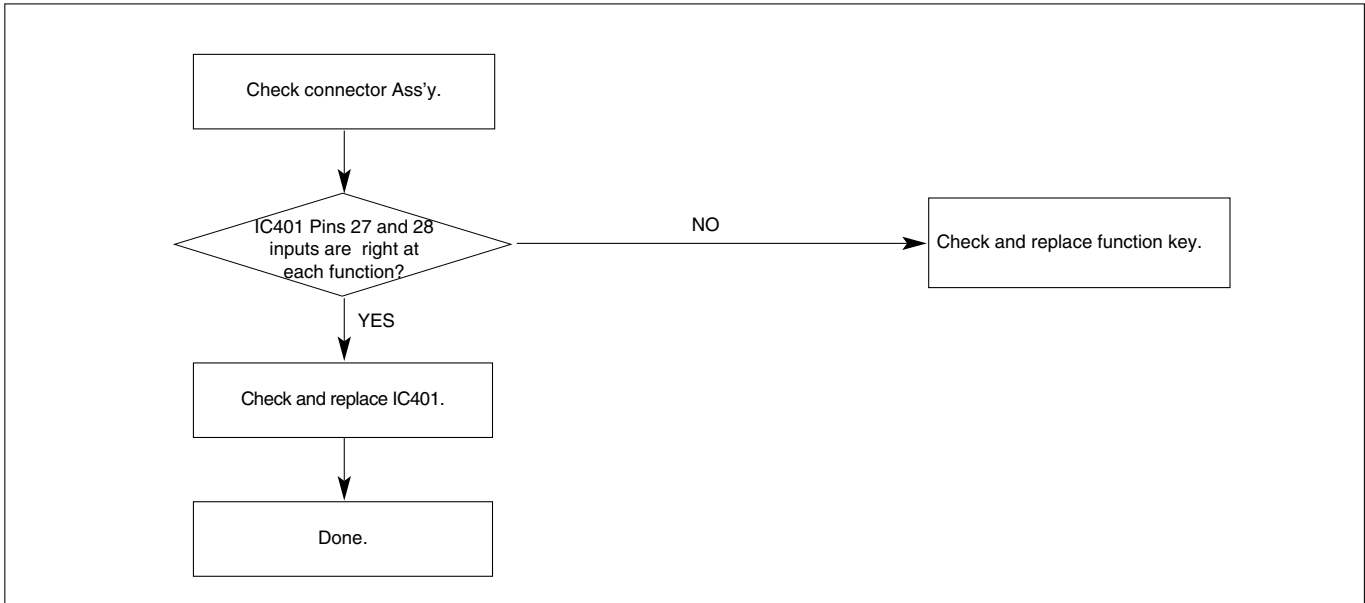 Check connector Ass’y.
IC401 Pins 27 and 28
inputs are right at
each function?
NO
Check and replace function key.
YES
Check and replace IC401.
Done.